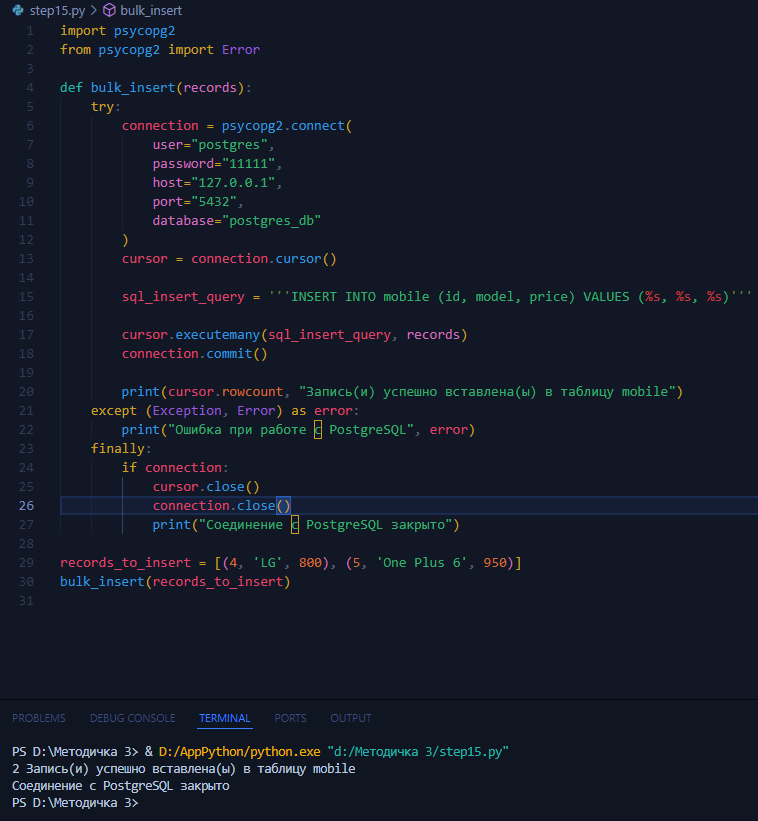 step15.py > bulk_insert
1 import psycopg2
2 from psycopg2 import Error
3
4 def bulk_insert(records):
5     try:
6         connection = psycopg2.connect(
7             user="postgres",
8             password="11111",
9             host="127.0.0.1",
10             port="5432",
11             database="postgres_db"
12         )
13         cursor = connection.cursor()
14
15         sql_insert_query = '''INSERT INTO mobile (id, model, price) VALUES (%s, %s, %s)'''
16
17         cursor.executemany(sql_insert_query, records)
18         connection.commit()
19
20         print(cursor.rowcount, "Запись(и) успешно вставлена(ы) в таблицу mobile")
21     except (Exception, Error) as error:
22         print("Ошибка при работе с PostgreSQL", error)
23     finally:
24         if connection:
25             cursor.close()
26             connection.close()
27             print("Соединение с PostgreSQL закрыто")
28
29 records_to_insert = [(4, 'LG', 800), (5, 'One Plus 6', 950)]
30 bulk_insert(records_to_insert)
31
PROBLEMS DEBUG CONSOLE TERMINAL PORTS OUTPUT
PS D:\Методичка 3> & D:/AppPython/python.exe "d:/Методичка 3/step15.py"
2 Запись(и) успешно вставлена(ы) в таблицу mobile
Соединение с PostgreSQL закрыто
PS D:\Методичка 3>